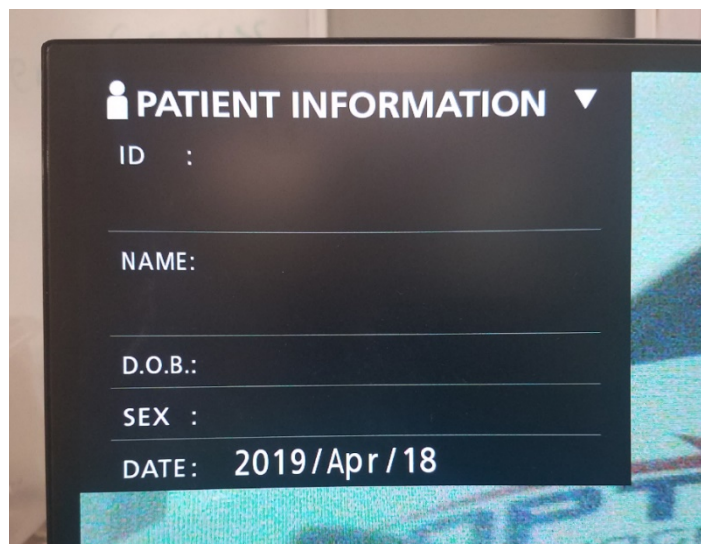 PATIENT INFORMATION ▼
ID :
NAME:
D.O.B.:
SEX :
DATE: 2019/Apr/18